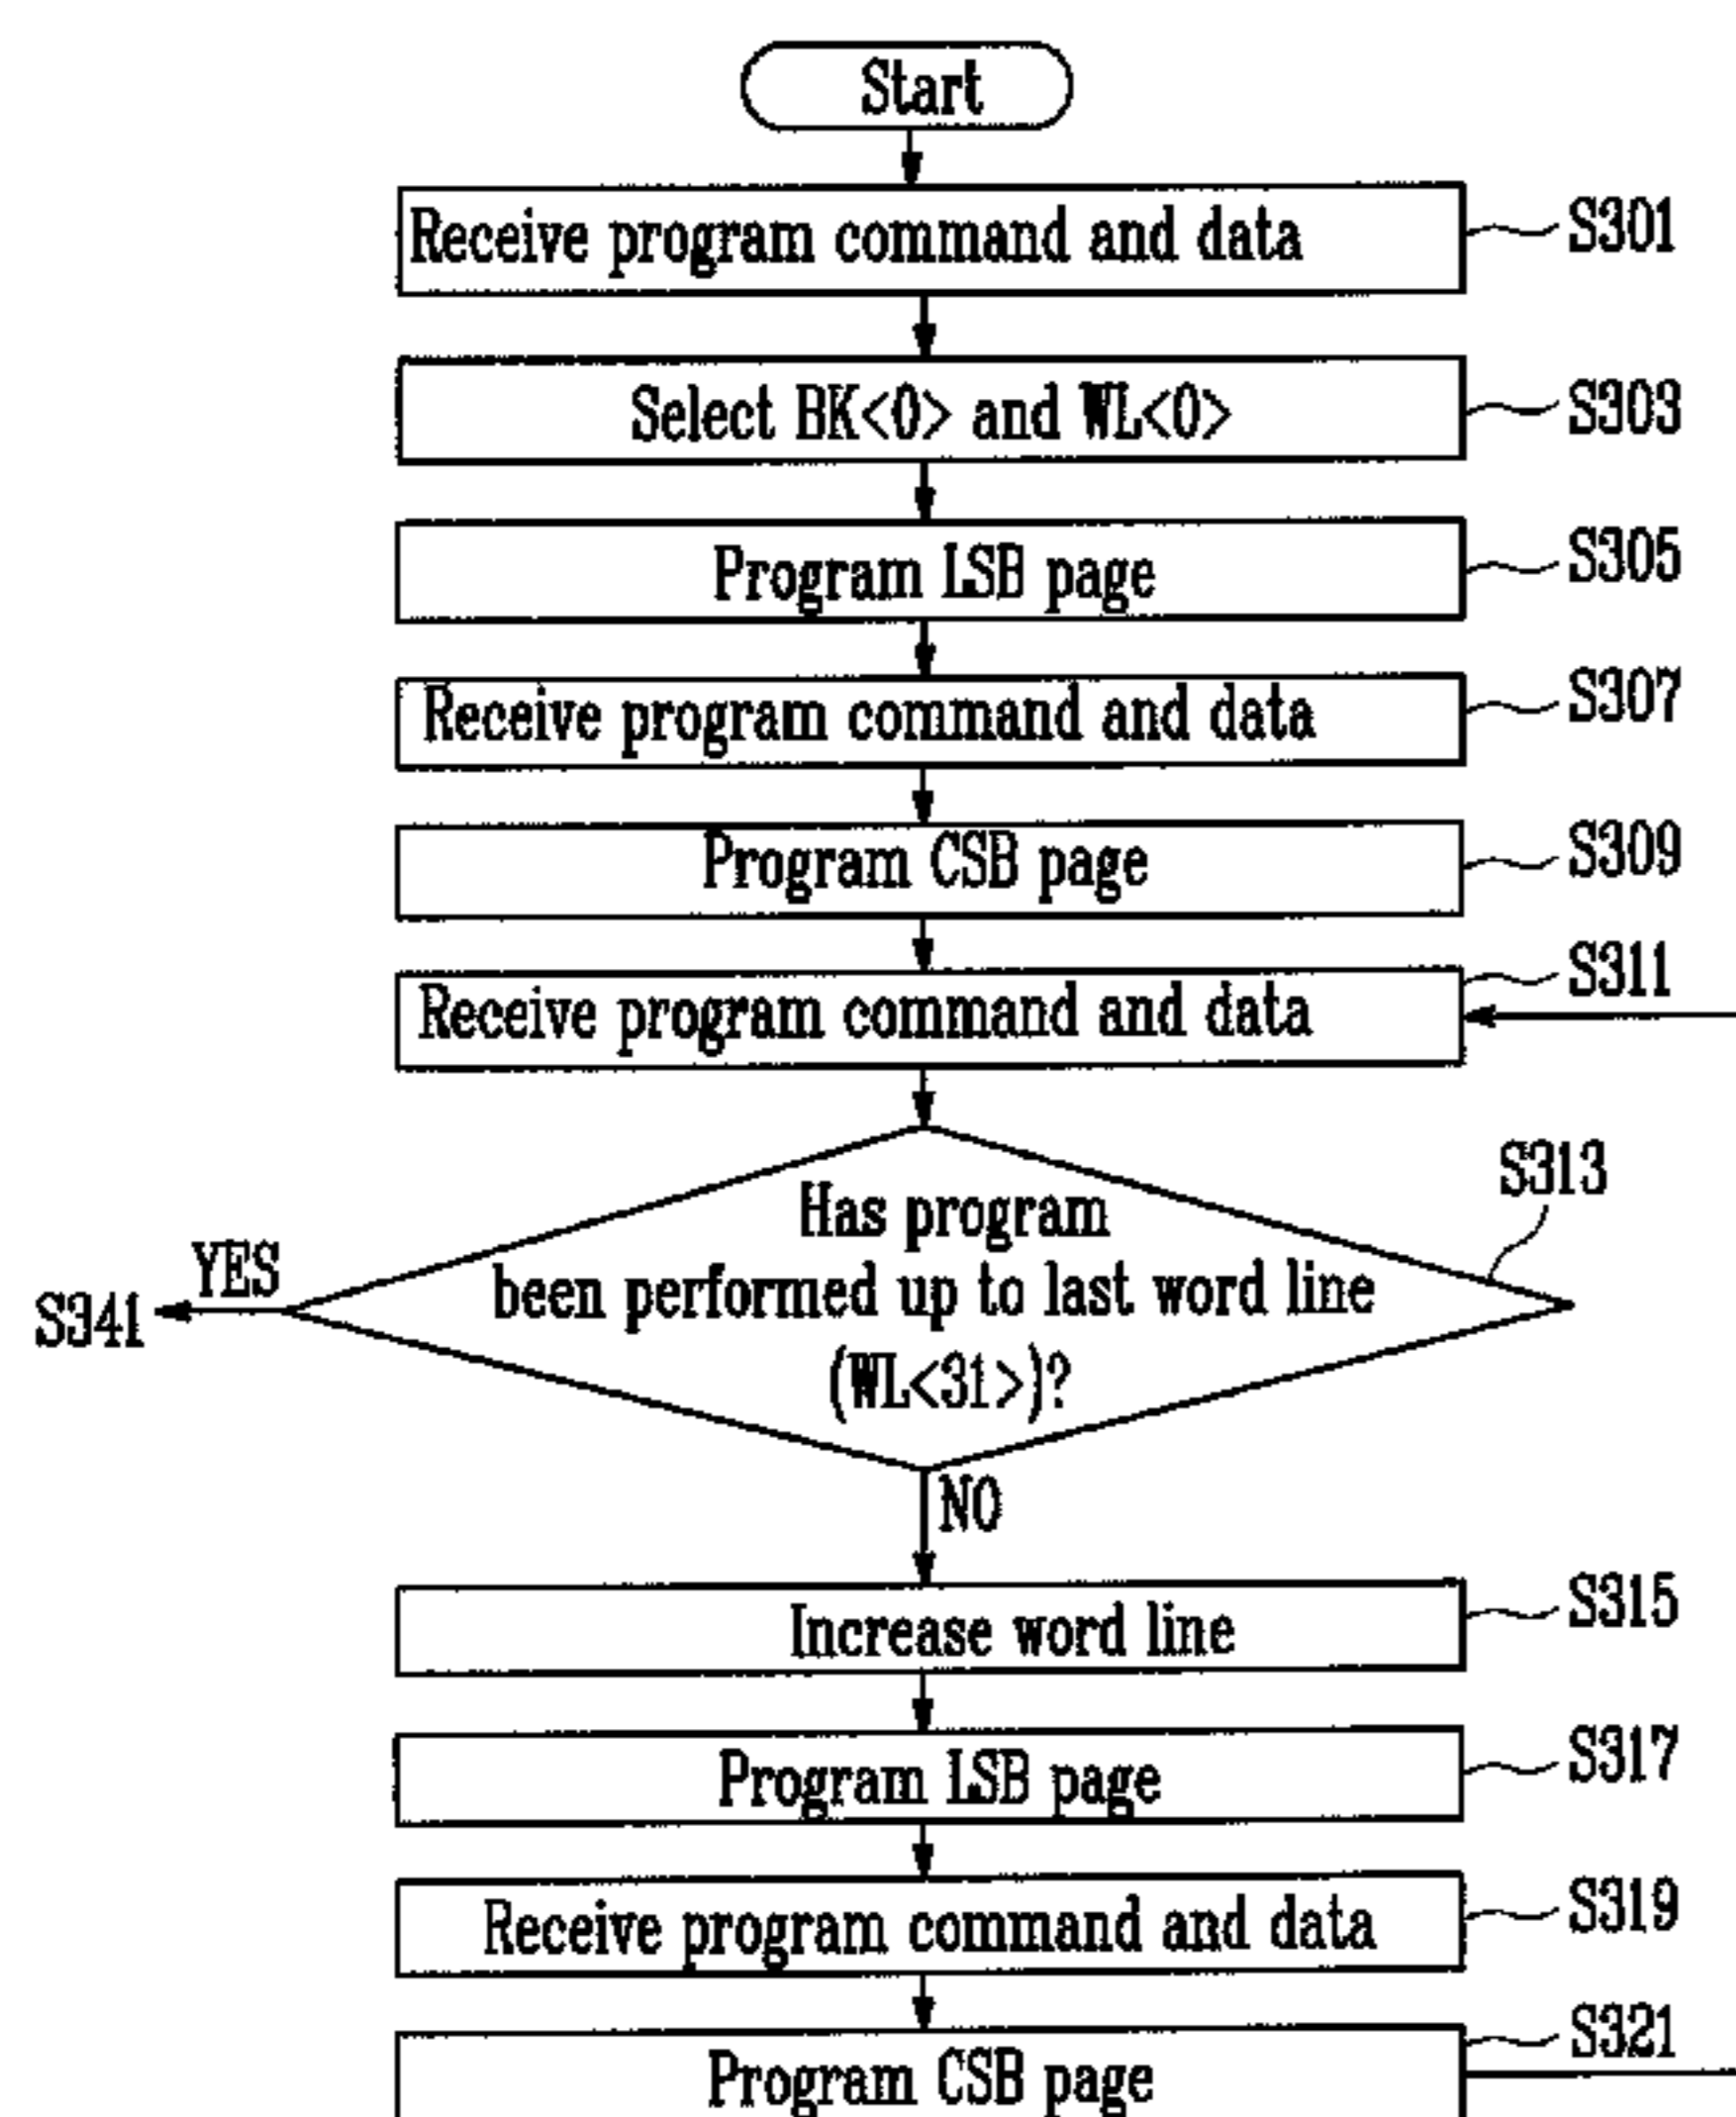 Start
Receive program command and data
S301
Select BK<0> and WL<0>
S303
Program LSB page
S305
Receive program command and data
S307
Program CSB page
S309
Receive program command and data
S311
S313
Has program
been performed up to last word line
(WL<31>)?
YES
S341
NO
Increase word line
S315
Program LSB page
S317
Receive program command and data
S319
Program CSB page
S321